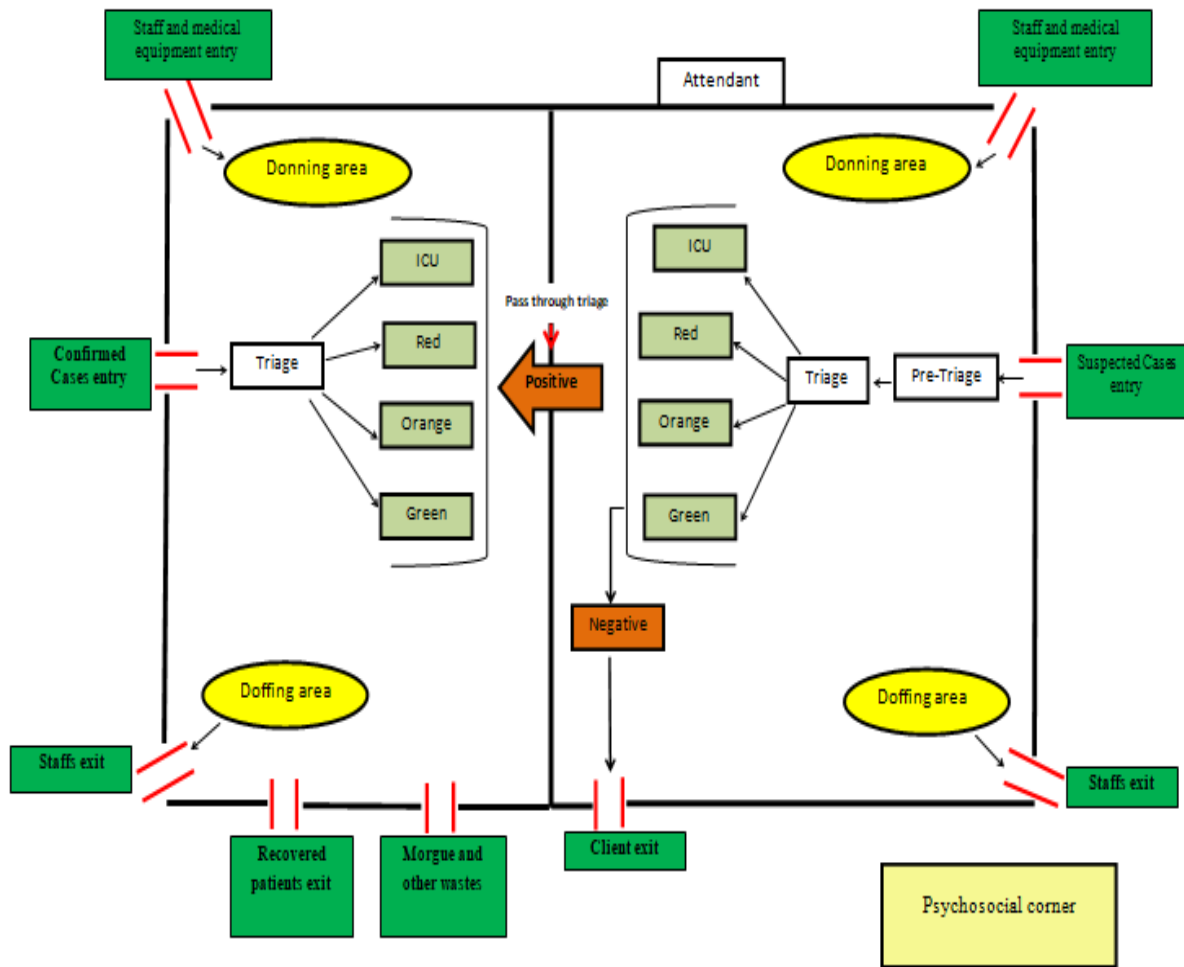 Staff and medical
equipment entry
Staff and medical
equipment entry
Attendant
Donning area
Donning area
ICU
ICU
Pass through triage
Red
Red
Confirmed
Cases entry
Triage
Positive
Triage
Pre-Triage
Suspected Cases
entry
Orange
Orange
Green
Green
Negative
Doffing area
Doffing area
Staffs exit
Staffs exit
Recovered
patients exit
Morgue and
other wastes
Client exit
Psychosocial corner